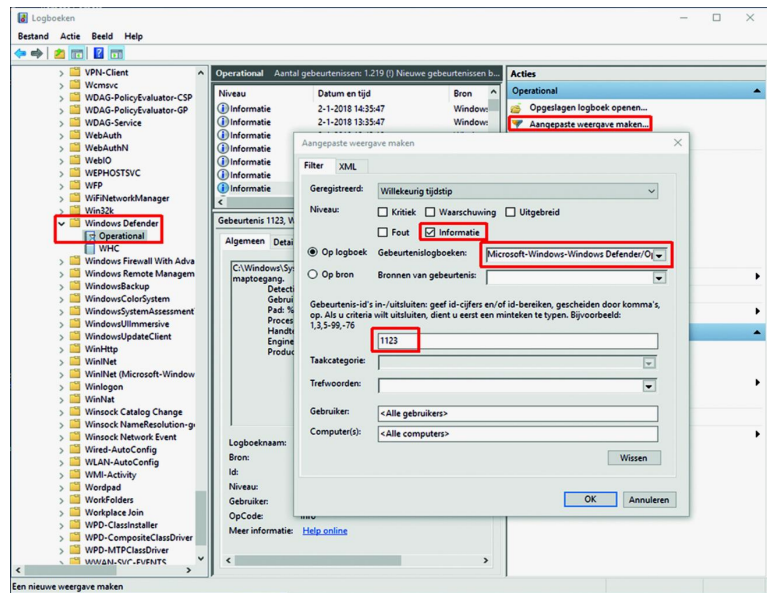 Logboeken
Bestand Actie Beeld Help
VPN-Client
Wcmsvc
WDAG-PolicyEvaluator-CSP
WDAG-PolicyEvaluator-GP
WDAG-Service
WebAuth
WebAuthN
WebIO
WEPHOSTSVC
WFP
WiFiNetworkManager
Win32k
Windows Defender
Operational
WHC
Windows Firewall With Adva
Windows Remote Managem
WindowsBackup
WindowsColorSystem
WindowsSystemAssessment
WindowsUIImmersive
WindowsUpdateClient
WinHttp
WinINet
WinINet (Microsoft-Window
Winlogon
WinNat
Winsock Catalog Change
Winsock NameResolution-
Winsock Network Event
Wired-AutoConfig
WLAN-AutoConfig
WMI-Activity
Wordpad
WorkFolders
Workplace Join
WPD-ClassInstaller
WPD-CompositeClassDriver
WPD-MTPClassDriver
WWAN-SVC-EVENTS
Operational Aantal gebeurtenissen: 1.219 (!) Nieuwe gebeurtenissen b...
Niveau Datum en tijd Bron
Informatie 2-1-2018 14:35:47 Window:
Informatie 2-1-2018 13:35:47 Window:
Informatie
Informatie
Informatie
Informatie
Informatie
Gebeurtenis 1123, W
Algemeen Detai
C:\Windows\Sy
maptoegang.
Detecti
Gebrui
Pad: %
Proces
Handte
Engine
Produc
Logboeknaam:
Bron:
Id:
Niveau:
Gebruiker:
OpCode: Info
Meer informatie: Help online
Aangepaste weergave maken
Filter XML
Geregistreerd: Willekeurig tijdstip
Niveau: Kritiek Waarschuwing Uitgebreid
Fout Informatie
Op logboek Gebeurtenislogboeken: Microsoft-Windows-Windows Defender/O
Op bron Bronnen van gebeurtenis:
Gebeurtenis-id's in-/uitsluiten: geef id-cijfers en/of id-bereiken, gescheiden door komma's,
op. Als u criteria wilt uitsluiten, dient u eerst een minteken te typen. Bijvoorbeeld:
1,3,5-99,-76
1123
Taakcategorie:
Trefwoorden:
Gebruiker: <Alle gebruikers>
Computer(s): <Alle computers>
Wissen
OK Annuleren
Acties
Operational
Opgeslagen logboek openen...
Aangepaste weergave maken...
Een nieuwe weergave maken